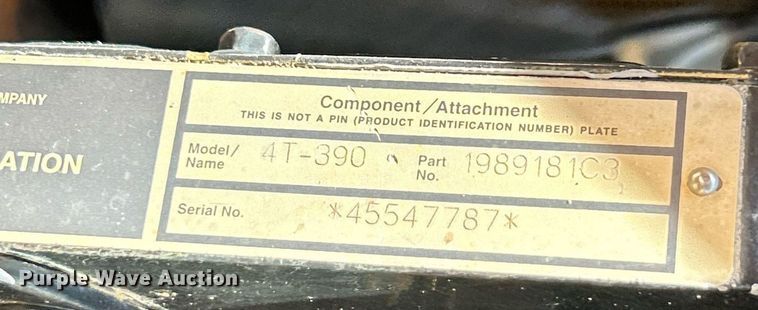 MPANY
ATION
Component/Attachment
THIS IS NOT A PIN (PRODUCT IDENTIFICATION NUMBER) PLATE
Model/ Name 4T-390 Part No. 1989181C3
Serial No. *45547787*
Purple Wave Auction